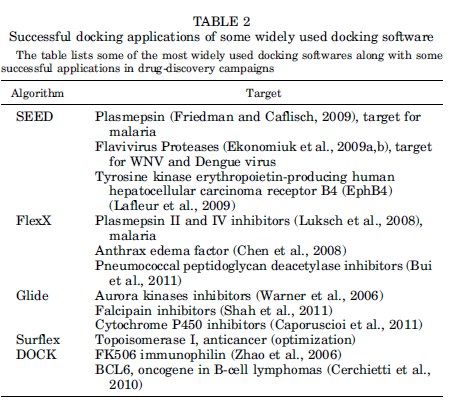 TABLE 2
Successful docking applications of some widely used docking software
The table lists some of the most widely used docking softwares along with some
successful applications in drug-discovery campaigns
Algorithm Target
SEED Plasmepsin (Friedman and Caflisch, 2009), target for
malaria
Flavivirus Proteases (Ekonomiuk et al., 2009a,b), target
for WNV and Dengue virus
Tyrosine kinase erythropoietin-producing human
hepatocellular carcinoma receptor B4 (EphB4)
(Lafleur et al., 2009)
FlexX Plasmepsin II and IV inhibitors (Luksch et al., 2008),
malaria
Anthrax edema factor (Chen et al., 2008)
Pneumococcal peptidoglycan deacetylase inhibitors (Bui
et al., 2011)
Glide Aurora kinases inhibitors (Warner et al., 2006)
Falcipain inhibitors (Shah et al., 2011)
Cytochrome P450 inhibitors (Caporuscioi et al., 2011)
Surflex Topoisomerase I, anticancer (optimization)
DOCK FK506 immunophilin (Zhao et al., 2006)
BCL6, oncogene in B-cell lymphomas (Cerchietti et al.,
2010)